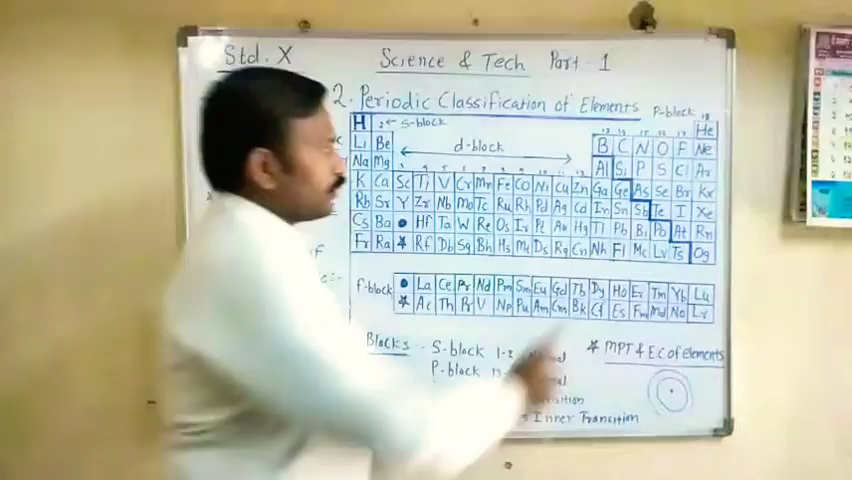 Std. X Science & Tech Part - 1
2. Periodic Classification of Elements
P-block 18
H 2 ← S-block He
Li Be d-block B C N O F Ne
Na Mg Al Si P S Cl Ar
K Ca Sc Ti V Cr Mn Fe Co Ni Cu Zn Ga Ge As Se Br Kr
Rb Sr Y Zr Nb Mo Tc Ru Rh Pd Ag Cd In Sn Sb Te I Xe
Cs Ba Hf Ta W Re Os Ir Pt Au Hg Tl Pb Bi Po At Rn
Fr Ra ★ Rf Db Sg Bh Hs Mt Ds Rg Cn Nh Fl Mc Lv Ts Og
f-block La Ce Pr Nd Pm Sm Eu Gd Tb Dy Ho Er Tm Yb Lu
★ Ac Th Np Pu Am Cm Bk Cf Es Fm Md No Lr
Blocks - S-block 1-2
★ MPT & E.C of elements
P-block
Inner Transition